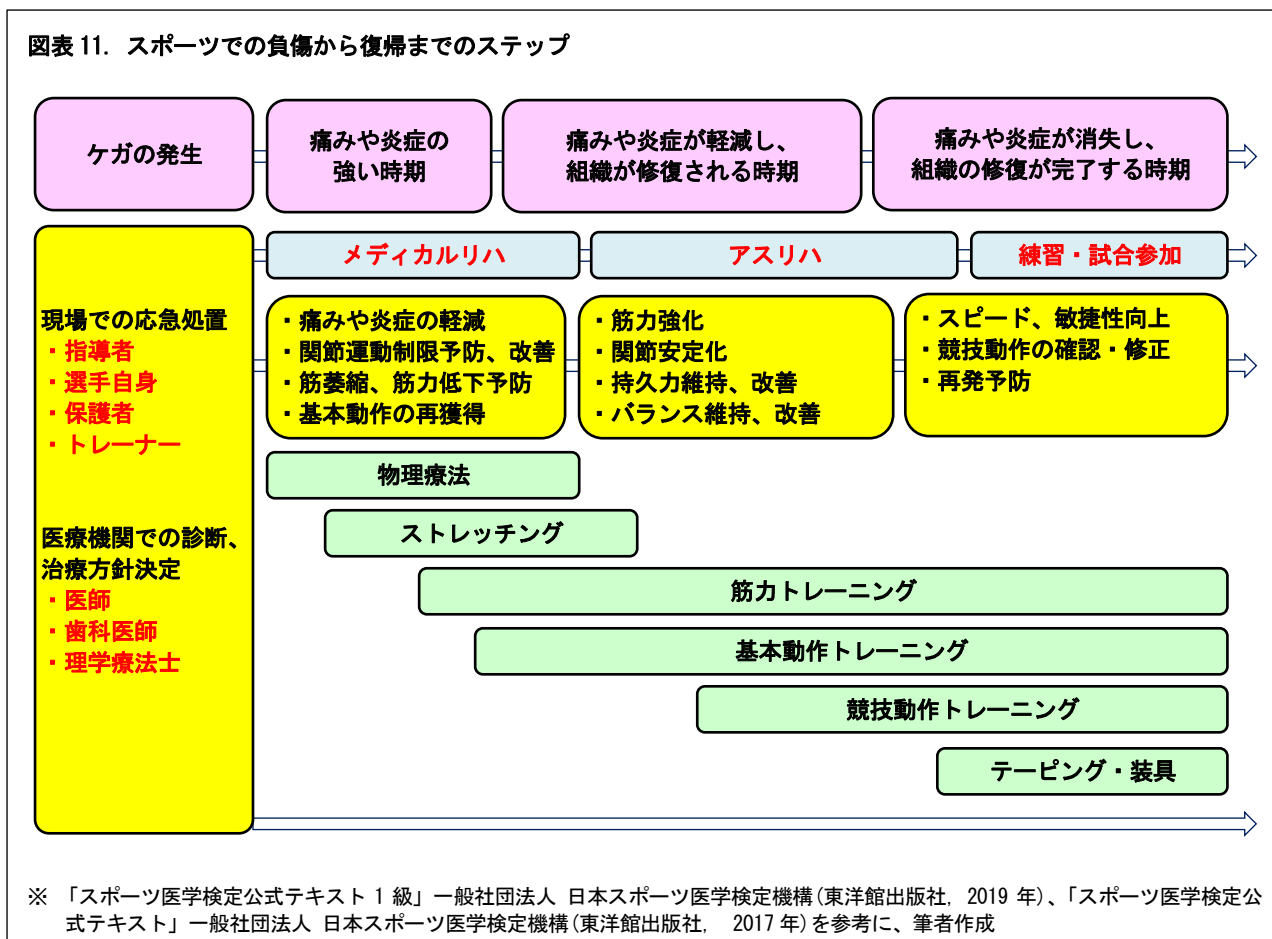 図表 11. スポーツでの負傷から復帰までのステップ
ケガの発生
痛みや炎症の
強い時期
痛みや炎症が軽減し、
組織が修復される時期
痛みや炎症が消失し、
組織の修復が完了する時期
現場での応急処置
・指導者
・選手自身
・保護者
・トレーナー
医療機関での診断、
治療方針決定
・医師
・歯科医師
・理学療法士
メディカルリハ
アスリハ
練習・試合参加
・痛みや炎症の軽減
・関節運動制限予防、改善
・筋萎縮、筋力低下予防
・基本動作の再獲得
・筋力強化
・関節安定化
・持久力維持、改善
・バランス維持、改善
・スピード、敏捷性向上
・競技動作の確認・修正
・再発予防
物理療法
ストレッチング
筋力トレーニング
基本動作トレーニング
競技動作トレーニング
テーピング・装具
※ 「スポーツ医学検定公式テキスト 1 級」一般社団法人 日本スポーツ医学検定機構(東洋館出版社, 2019 年)、「スポーツ医学検定公
式テキスト」一般社団法人 日本スポーツ医学検定機構(東洋館出版社, 2017 年)を参考に、筆者作成